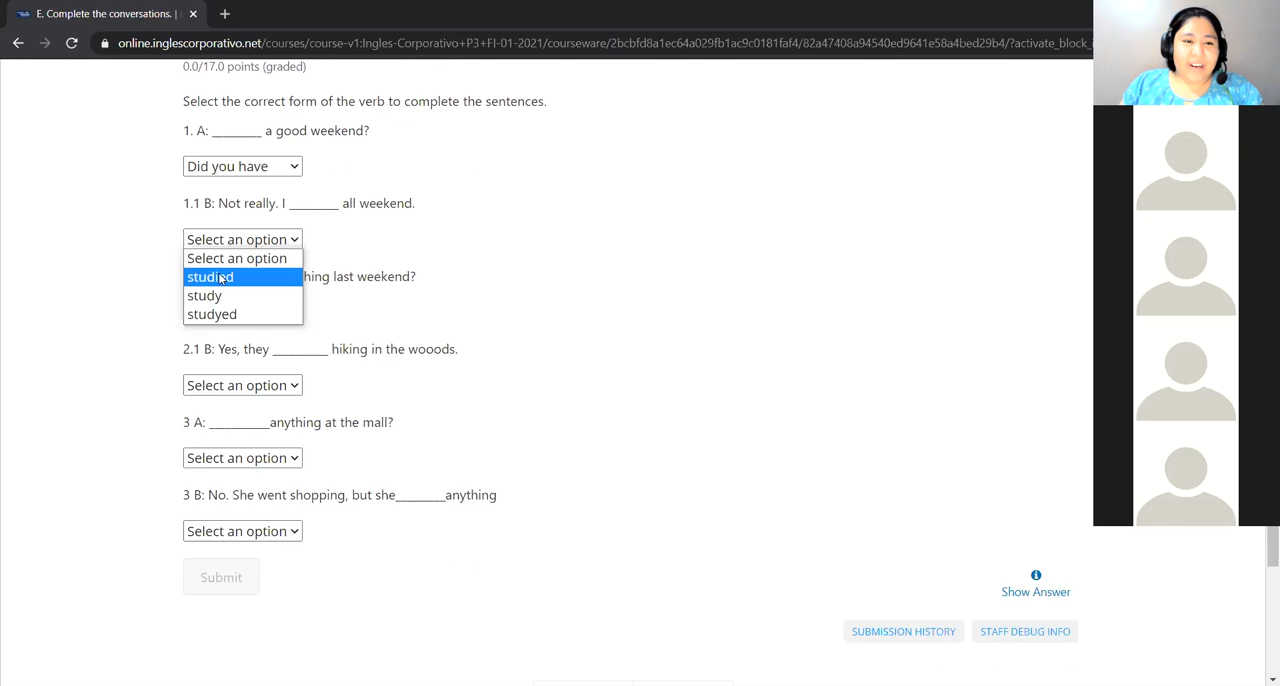 E. Complete the conversations. |
online.inglescorporativo.net/courses/course-v1:Ingles-Corporativo+P3+FI-01-2021/courseware/2bcbfd8a1ec64a029fb1ac9c0181faf4/82a47408a94540ed9641e58a4bed29b4/?activate_block_i
0.0/17.0 points (graded)
Select the correct form of the verb to complete the sentences.
1. A: ________ a good weekend?
Did you have
1.1 B: Not really. I ________ all weekend.
Select an option
Select an option
studied
hing last weekend?
study
studyed
2.1 B: Yes, they _________ hiking in the wooods.
Select an option
3 A: __________anything at the mall?
Select an option
3 B: No. She went shopping, but she________anything
Select an option
Submit
Show Answer
SUBMISSION HISTORY
STAFF DEBUG INFO